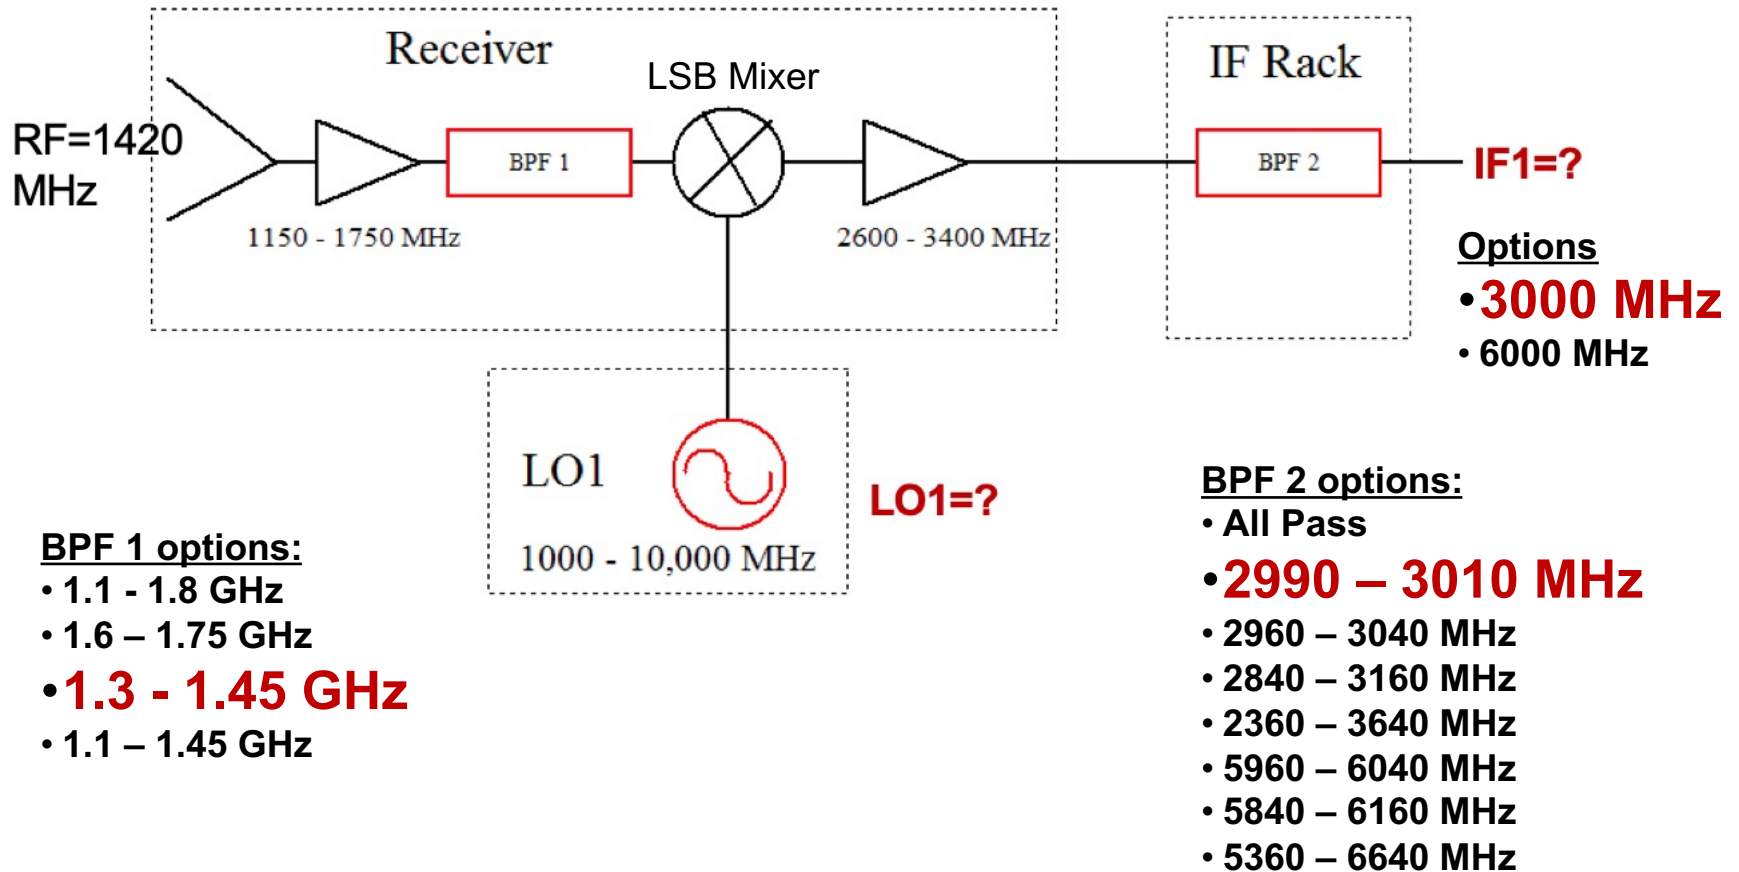 Receiver
LSB Mixer
IF Rack
RF=1420
MHz
BPF 1
BPF 2
IF1=?
1150 - 1750 MHz
2600 - 3400 MHz
Options
•3000 MHz
• 6000 MHz
LO1
LO1=?
1000 - 10,000 MHz
BPF 1 options:
• 1.1 - 1.8 GHz
• 1.6 – 1.75 GHz
•1.3 - 1.45 GHz
• 1.1 – 1.45 GHz
BPF 2 options:
• All Pass
•2990 – 3010 MHz
• 2960 – 3040 MHz
• 2840 – 3160 MHz
• 2360 – 3640 MHz
• 5960 – 6040 MHz
• 5840 – 6160 MHz
• 5360 – 6640 MHz